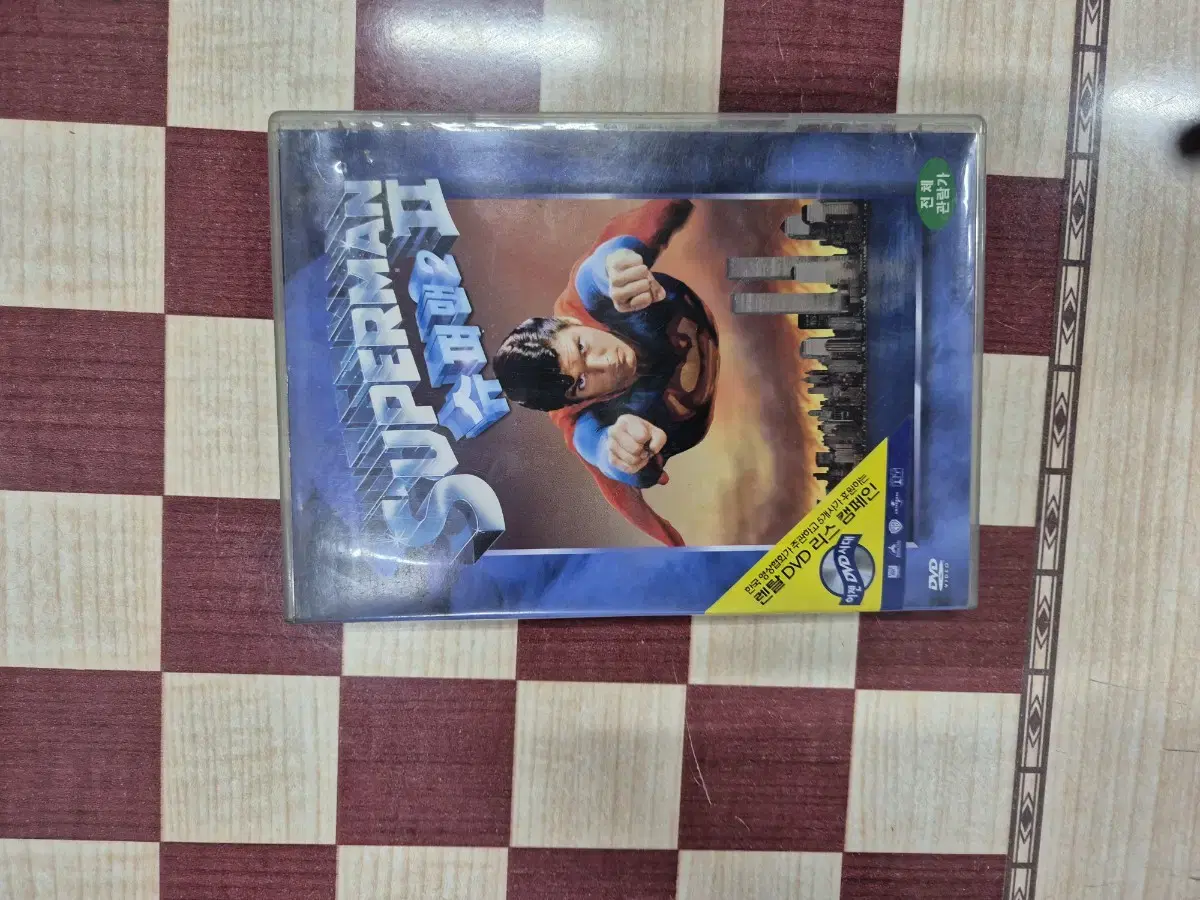 SUPERMAN
II
슈퍼맨2
전체
관람가
한국 영상협회가 주관하고 5개사가 후원하는
렌탈 DVD 리스 캠페인
DVD
VIDEO